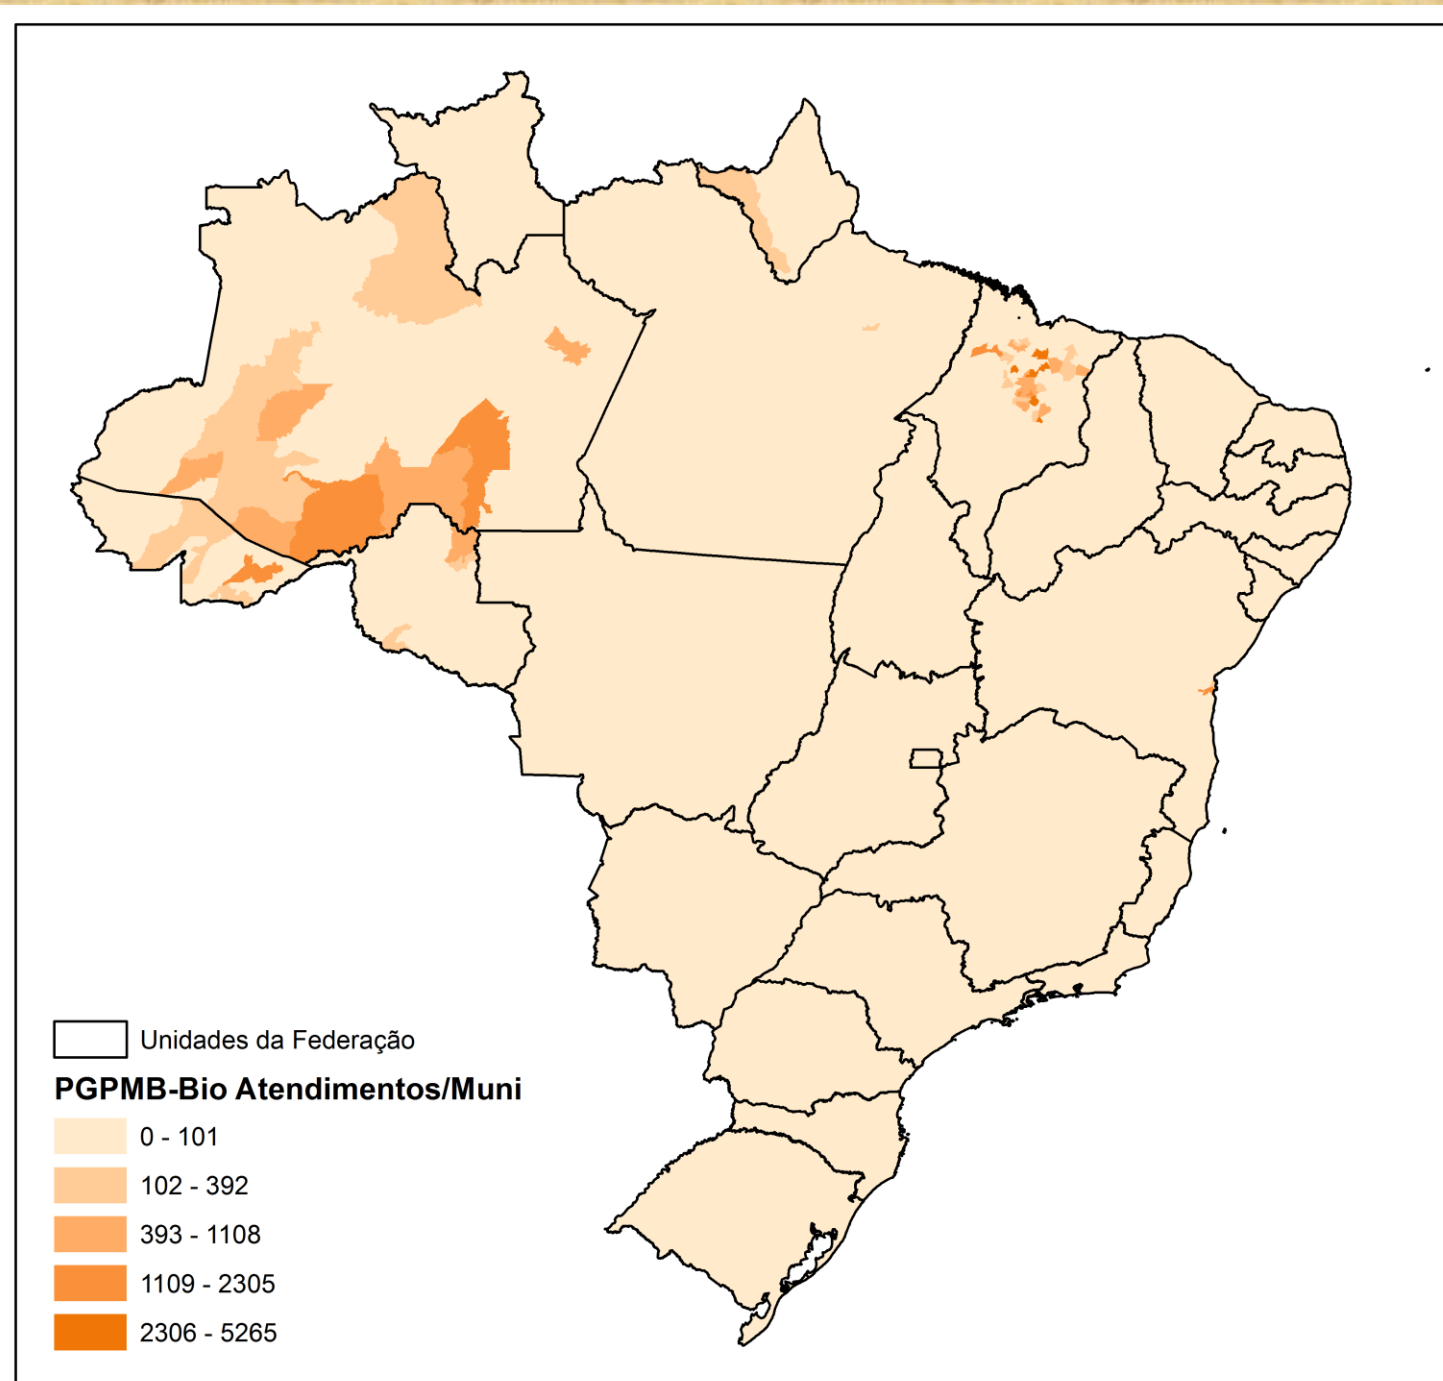 Unidades da Federação
PGPMB-Bio Atendimentos/Muni
0 - 101
102 - 392
393 - 1108
1109 - 2305
2306 - 5265